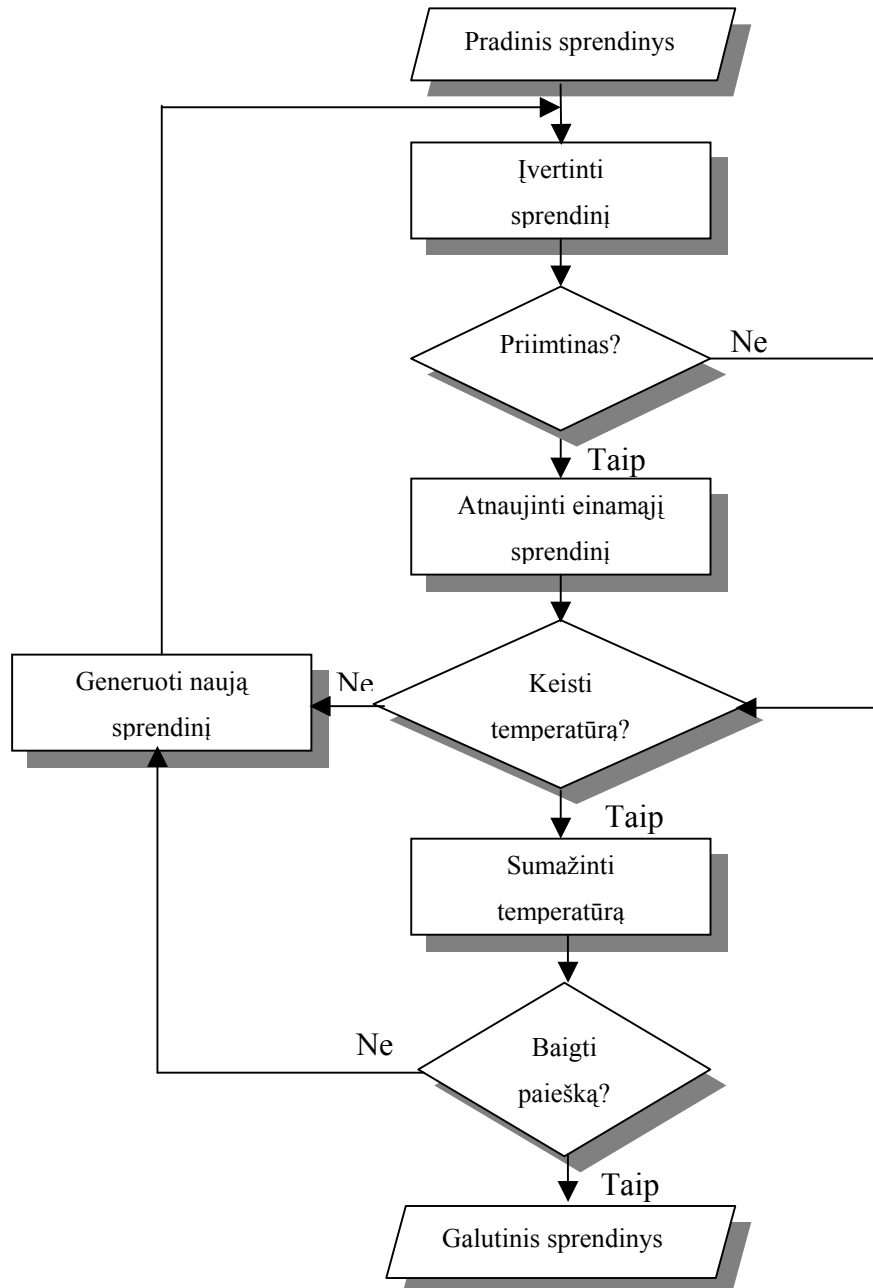 Pradinis sprendinys
Įvertinti
sprendinį
Priimtinas?
Ne
Taip
Atnaujinti einamąjį
sprendinį
Generuoti naują
sprendinį
Ne
Keisti
temperatūrą?
Taip
Sumažinti
temperatūrą
Ne
Baigti
paiešką?
Taip
Galutinis sprendinys